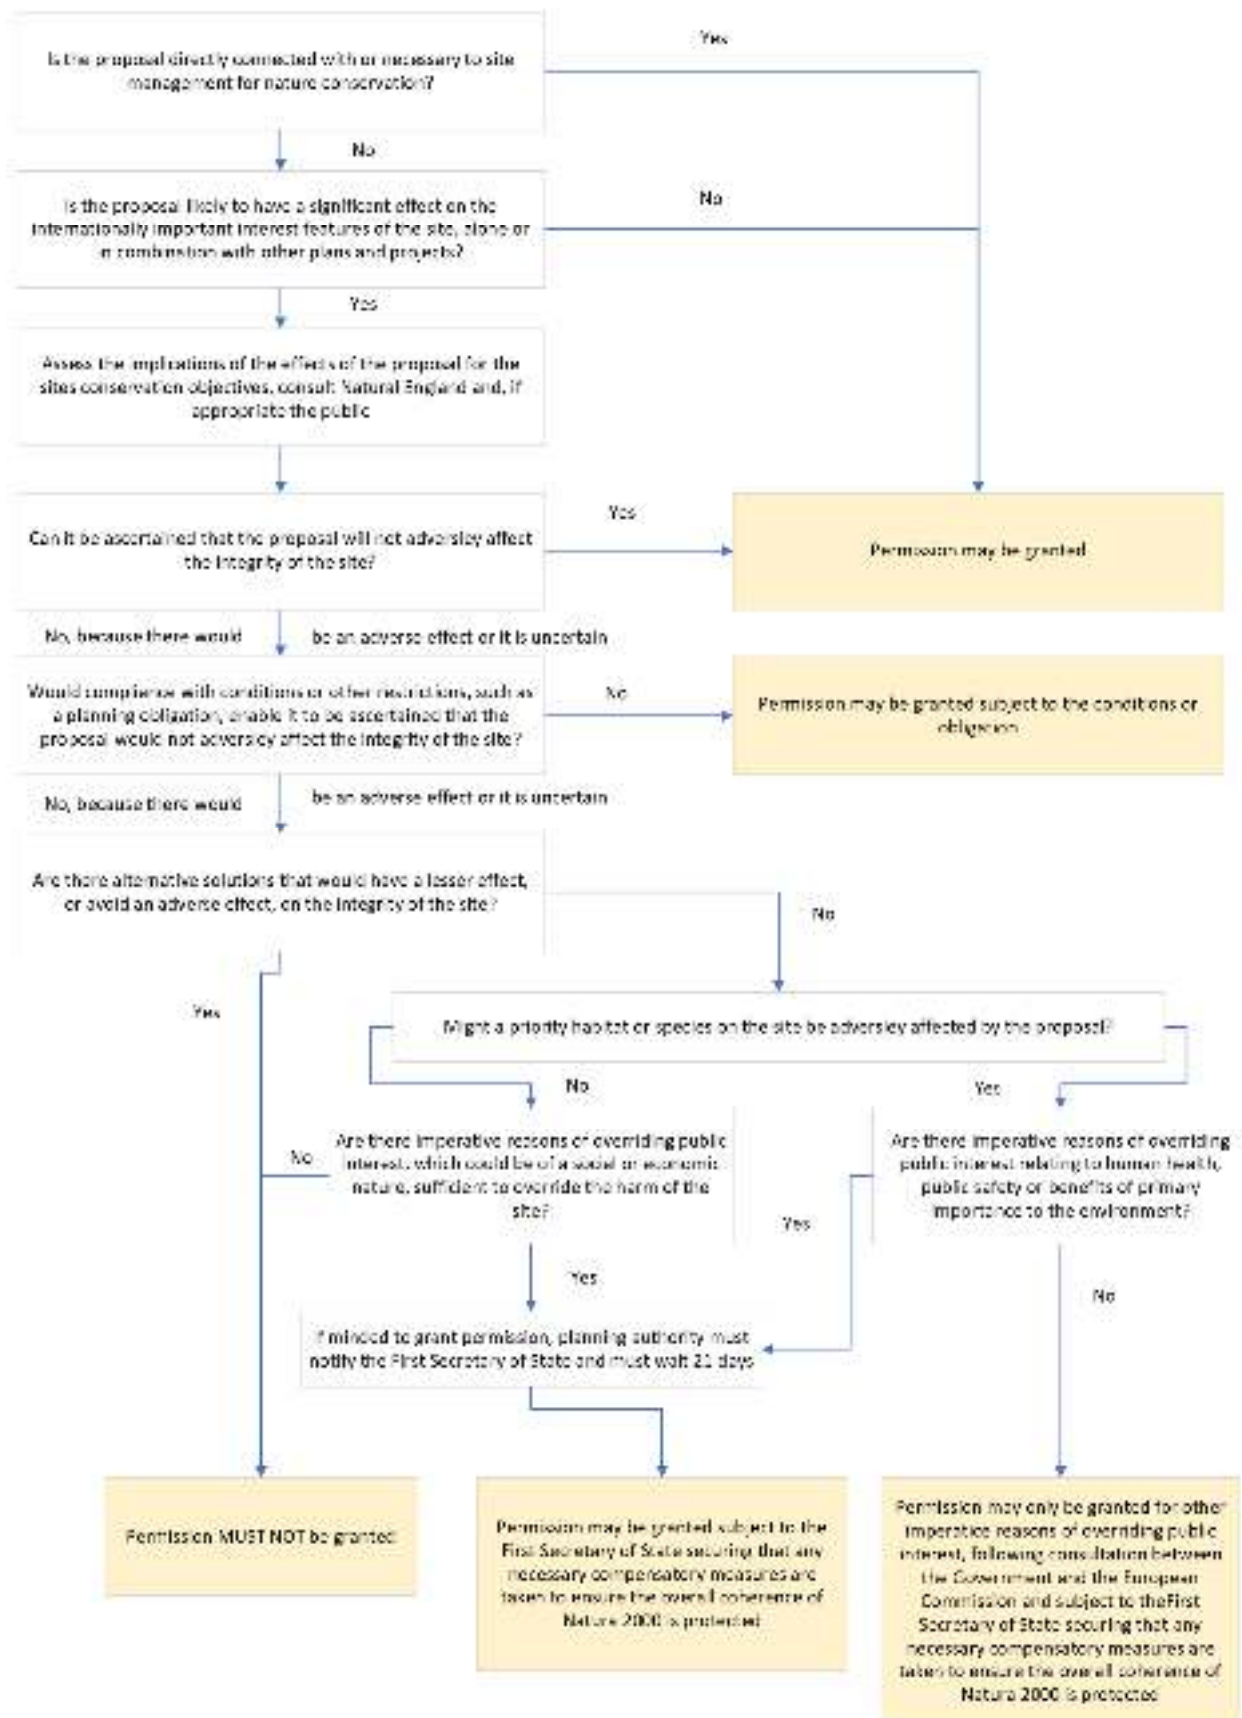 Yes
Is the proposal directly connected with or necessary to site
management for nature conservation?
No
Is the proposal likely to have a significant effect on the
internationally important interest features of the site, alone or
in combination with other plans and projects?
No
Yes
Assess the implications of the effects of the proposal for the
sites conservation objectives, consult Natural England and, if
appropriate the public
Can it be ascertained that the proposal will not adversley affect
the integrity of the site?
Yes
Permission may be granted
No, because there would
be an adverse effect or it is uncertain
Would compliance with conditions or other restrictions, such as
a planning obligation, enable it to be ascertained that the
proposal would not adversley affect the integrity of the site?
No
Permission may be granted subject to the conditions or
obligation
No, because there would
be an adverse effect or it is uncertain
Are there alternative solutions that would have a lesser effect,
or avoid an adverse effect, on the integrity of the site?
No
Yes
Might a priority habitat or species on the site be adversley affected by the proposal?
No
Yes
Are there imperative reasons of overriding public
interest, which could be of a social or economic
nature, sufficient to override the harm of the
site?
No
Are there imperative reasons of overriding
public interest relating to human health,
public safety or benefits of primary
importance to the environment?
Yes
Yes
No
If minded to grant permission, planning authority must
notify the First Secretary of State and must wait 21 days
Permission MUST NOT be granted
Permission may be granted subject to the
First Secretary of State securing that any
necessary compensatory measures are
taken to ensure the overall coherence of
Natura 2000 is protected
Permission may only be granted for other
imperatice reasons of overriding public
interest, following consultation between
the Government and the European
Commission and subject to theFirst
Secretary of State securing that any
necessary compensatory measures are
taken to ensure the overall coherence of
Natura 2000 is protected